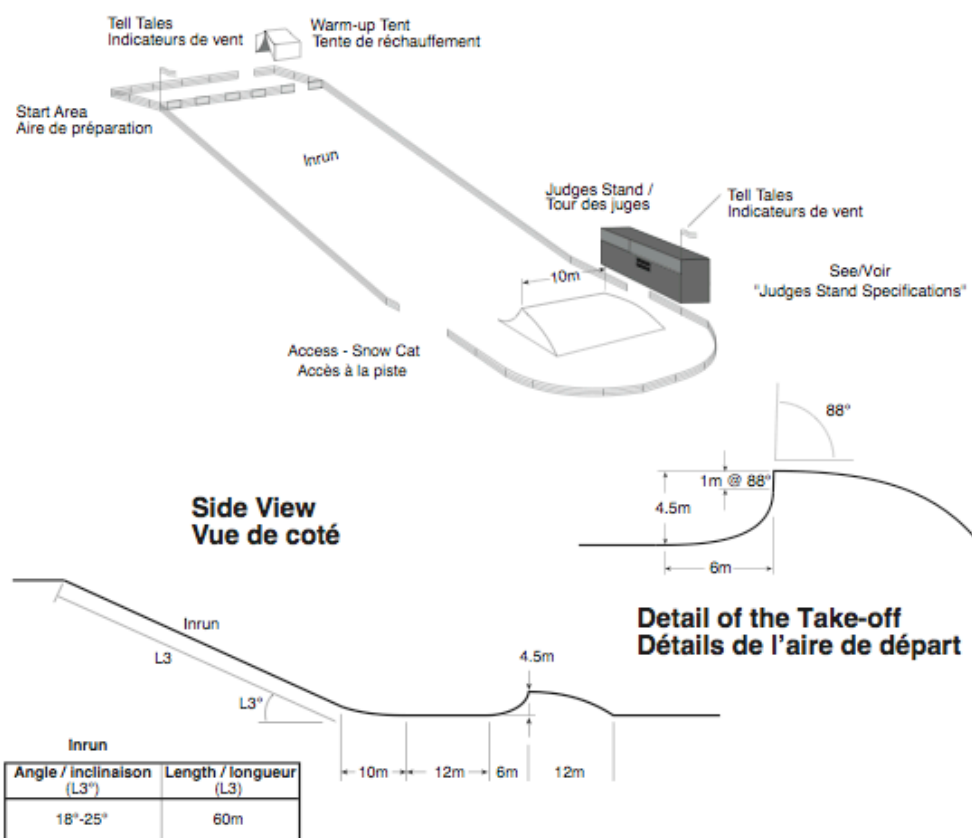 Tell Tales
Indicateurs de vent
Warm-up Tent
Tente de réchauffement
Start Area
Aire de préparation
Inrun
Judges Stand /
Tour des juges
Tell Tales
Indicateurs de vent
10m
See/Voir
"Judges Stand Specifications"
Access - Snow Cat
Accès à la piste
88°
1m @ 88°
4.5m
6m
Side View
Vue de coté
Detail of the Take-off
Détails de l'aire de départ
Inrun
L3
L3°
4.5m
10m
12m
6m
12m
Inrun
Angle / inclinaison
(L3°)
Length / longueur
(L3)
18°-25°
60m